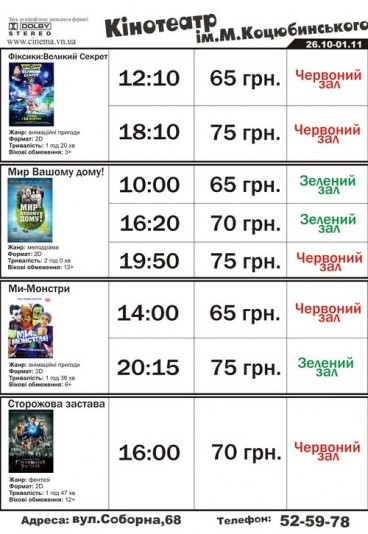 Звук до кінофільму записано в форматі
DOLBY
STEREO
www.cinema.vn.ua
Кінотеатр
ім.М.Коцюбинського
26.10-01.11
Фіксики:Великий Секрет
Жанр: анімаційні пригоди
Формат: 2D
Тривалість: 1 год 20 хв
Вікові обмеження: 3+
12:10 65 грн. Червоний зал
18:10 75 грн. Червоний зал
Мир Вашому дому!
МИР
ВАШОМУ
ДОМУ!
Жанр: мелодрама
Формат: 2D
Тривалість: 2 год 0 хв
Вікові обмеження: 12+
10:00 65 грн. Зелений зал
16:20 70 грн. Зелений зал
19:50 75 грн. Червоний зал
Ми-Монстри
МИ-
МОНСТРИ!
Жанр: анімаційні пригоди
Формат: 3D
Тривалість: 1 год 36 хв
Вікові обмеження: 6+
14:00 65 грн. Червоний зал
20:15 75 грн. Зелений зал
Сторожова застава
Жанр: фентезі
Формат: 2D
Тривалість: 1 год 47 хв
Вікові обмеження: 12+
16:00 70 грн. Червоний зал
Адреса: вул.Соборна,68
Телефон: 52-59-78